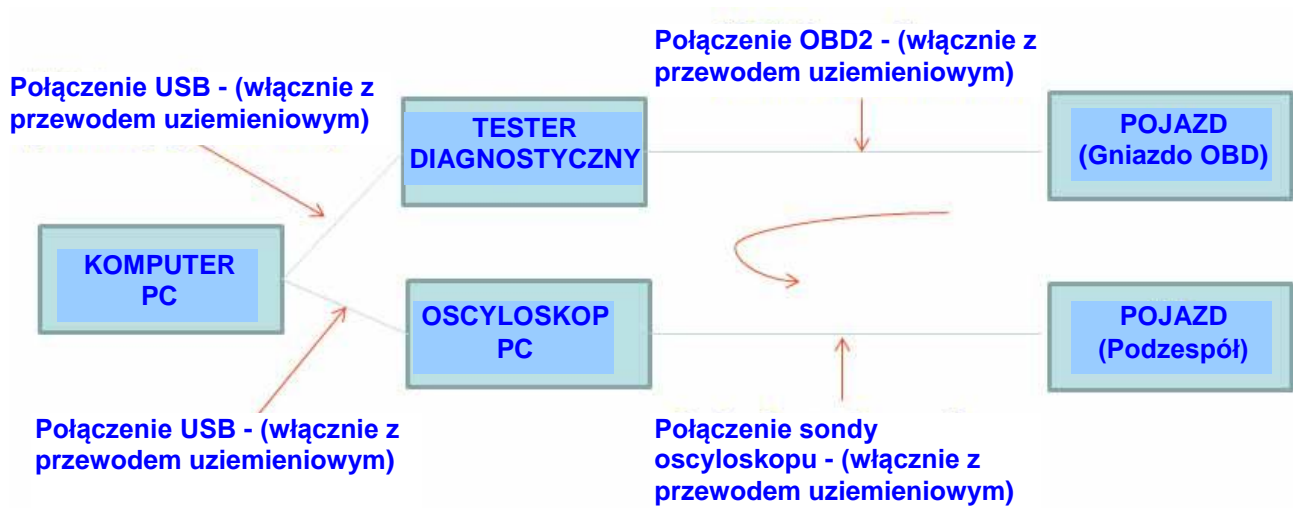 Połączenie OBD2 - (włącznie z
przewodem uziemieniowym)
Połączenie USB - (włącznie z
przewodem uziemieniowym)
TESTER
DIAGNOSTYCZNY
POJAZD
(Gniazdo OBD)
KOMPUTER
PC
OSCYLOSKOP
PC
POJAZD
(Podzespół)
Połączenie USB - (włącznie z
przewodem uziemieniowym)
Połączenie sondy
oscyloskopu - (włącznie z
przewodem uziemieniowym)